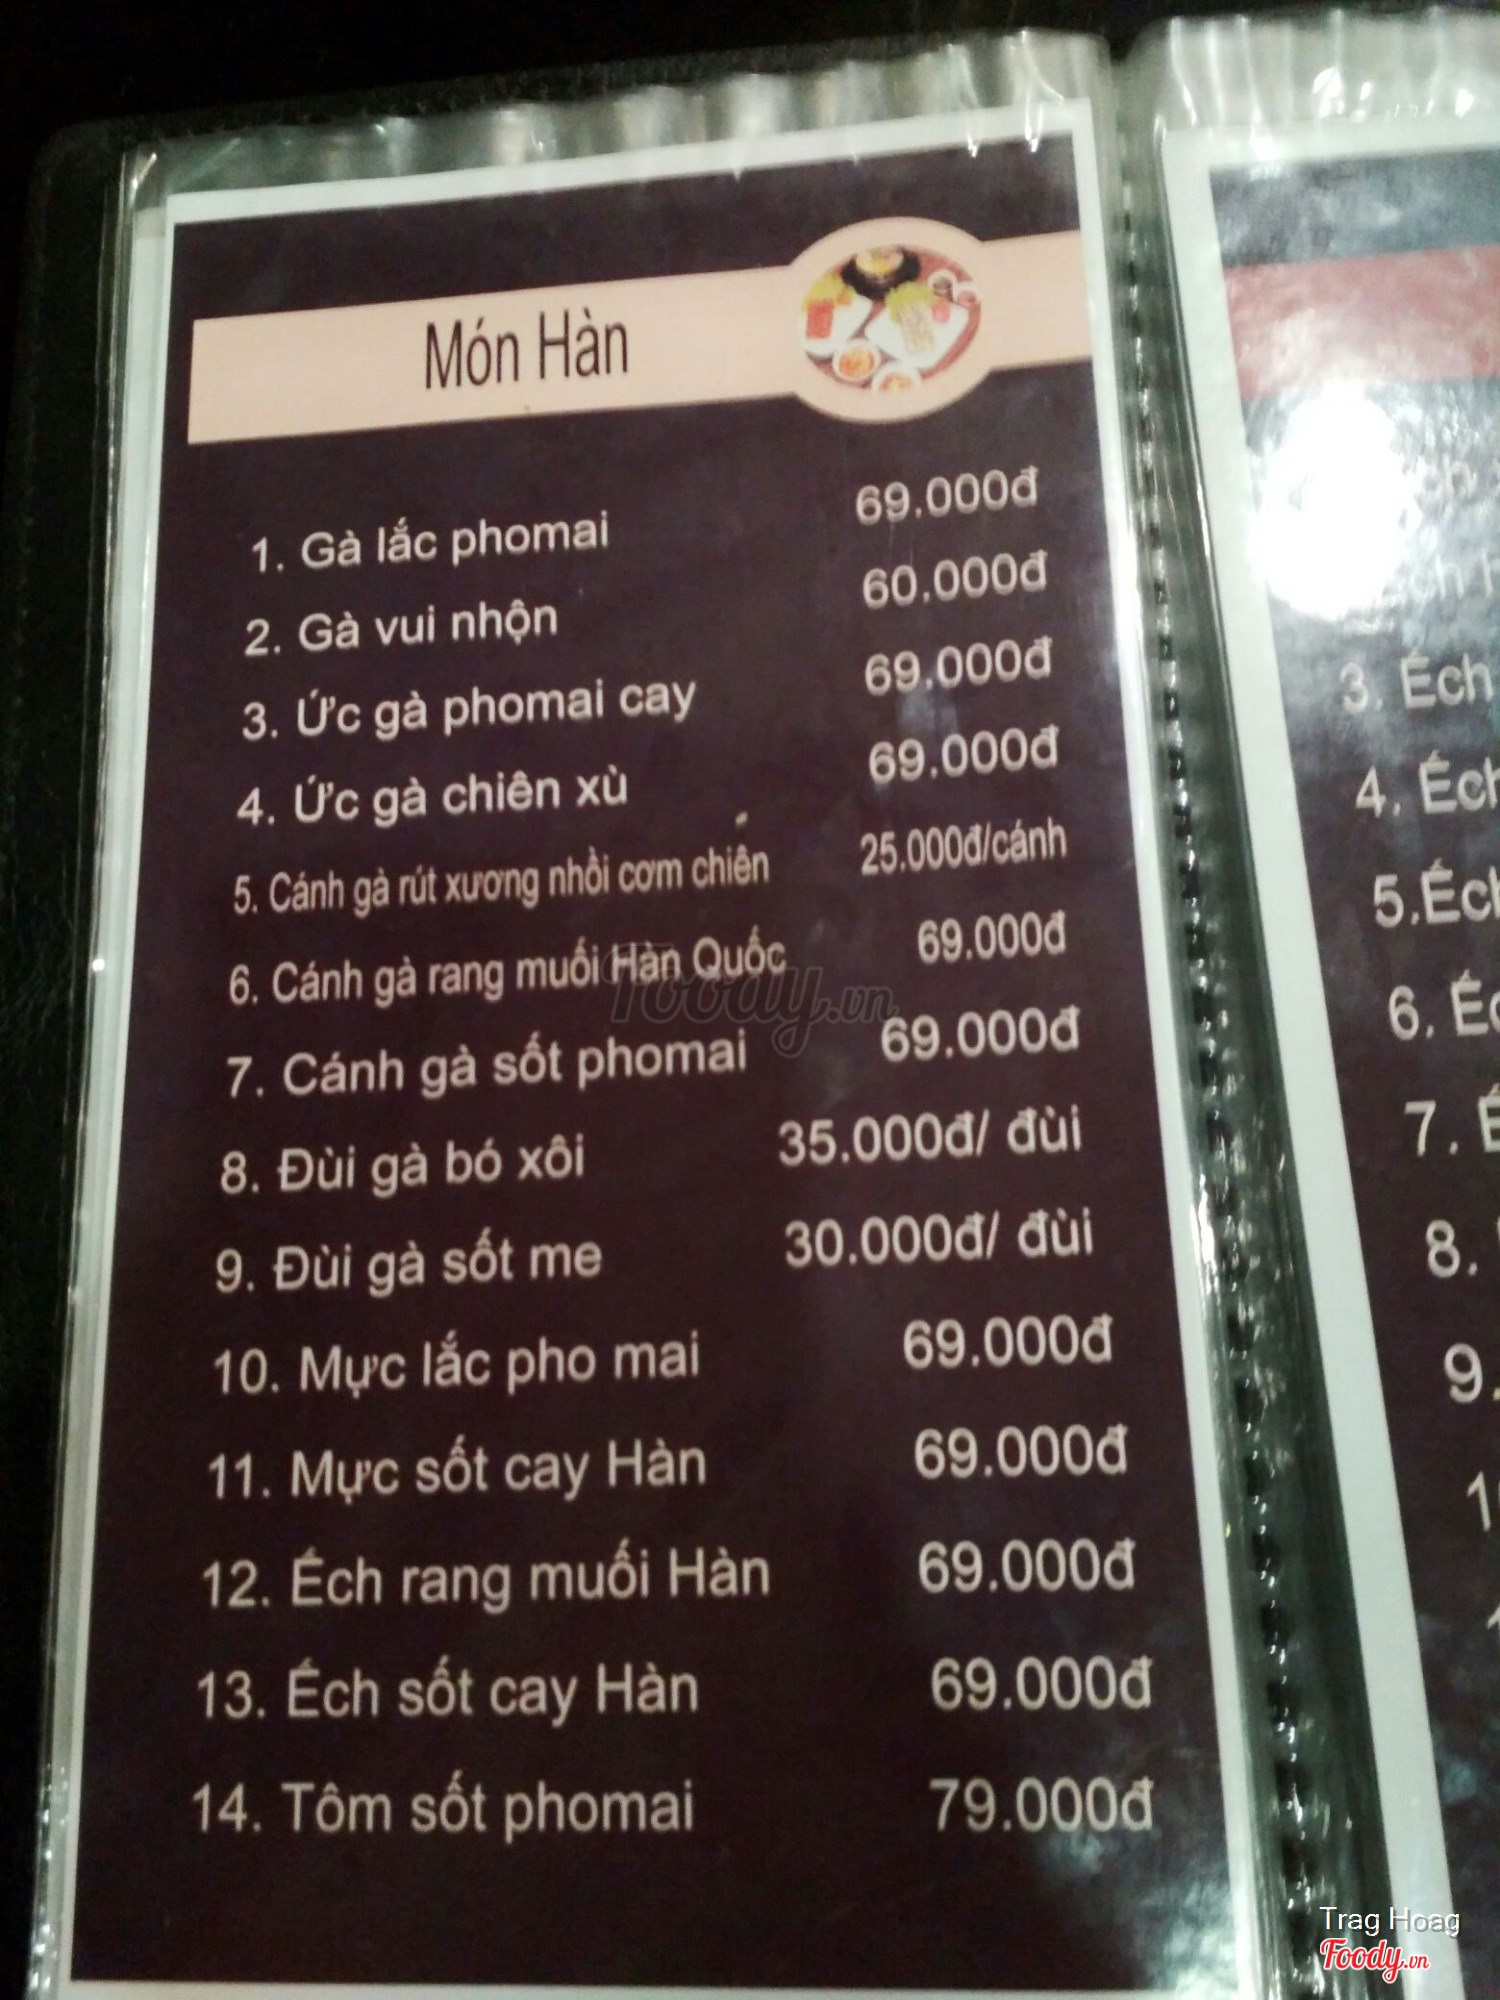 Món Hàn
1. Gà lắc phomai 69.000đ
2. Gà vui nhộn 60.000đ
3. Ức gà phomai cay 69.000đ
4. Ức gà chiên xù 69.000đ
5. Cánh gà rút xương nhồi cơm chiên 25.000đ/cánh
6. Cánh gà rang muối Hàn Quốc 69.000đ
7. Cánh gà sốt phomai 69.000đ
8. Đùi gà bó xôi 35.000đ/ đùi
9. Đùi gà sốt me 30.000đ/ đùi
10. Mực lắc pho mai 69.000đ
11. Mực sốt cay Hàn 69.000đ
12. Ếch rang muối Hàn 69.000đ
13. Ếch sốt cay Hàn 69.000đ
14. Tôm sốt phomai 79.000đ
Foody.vn
3. Ếch
4. Ếch
5.Ếch
6.
7.
8.
9.
Trag Hoag
Foody.vn